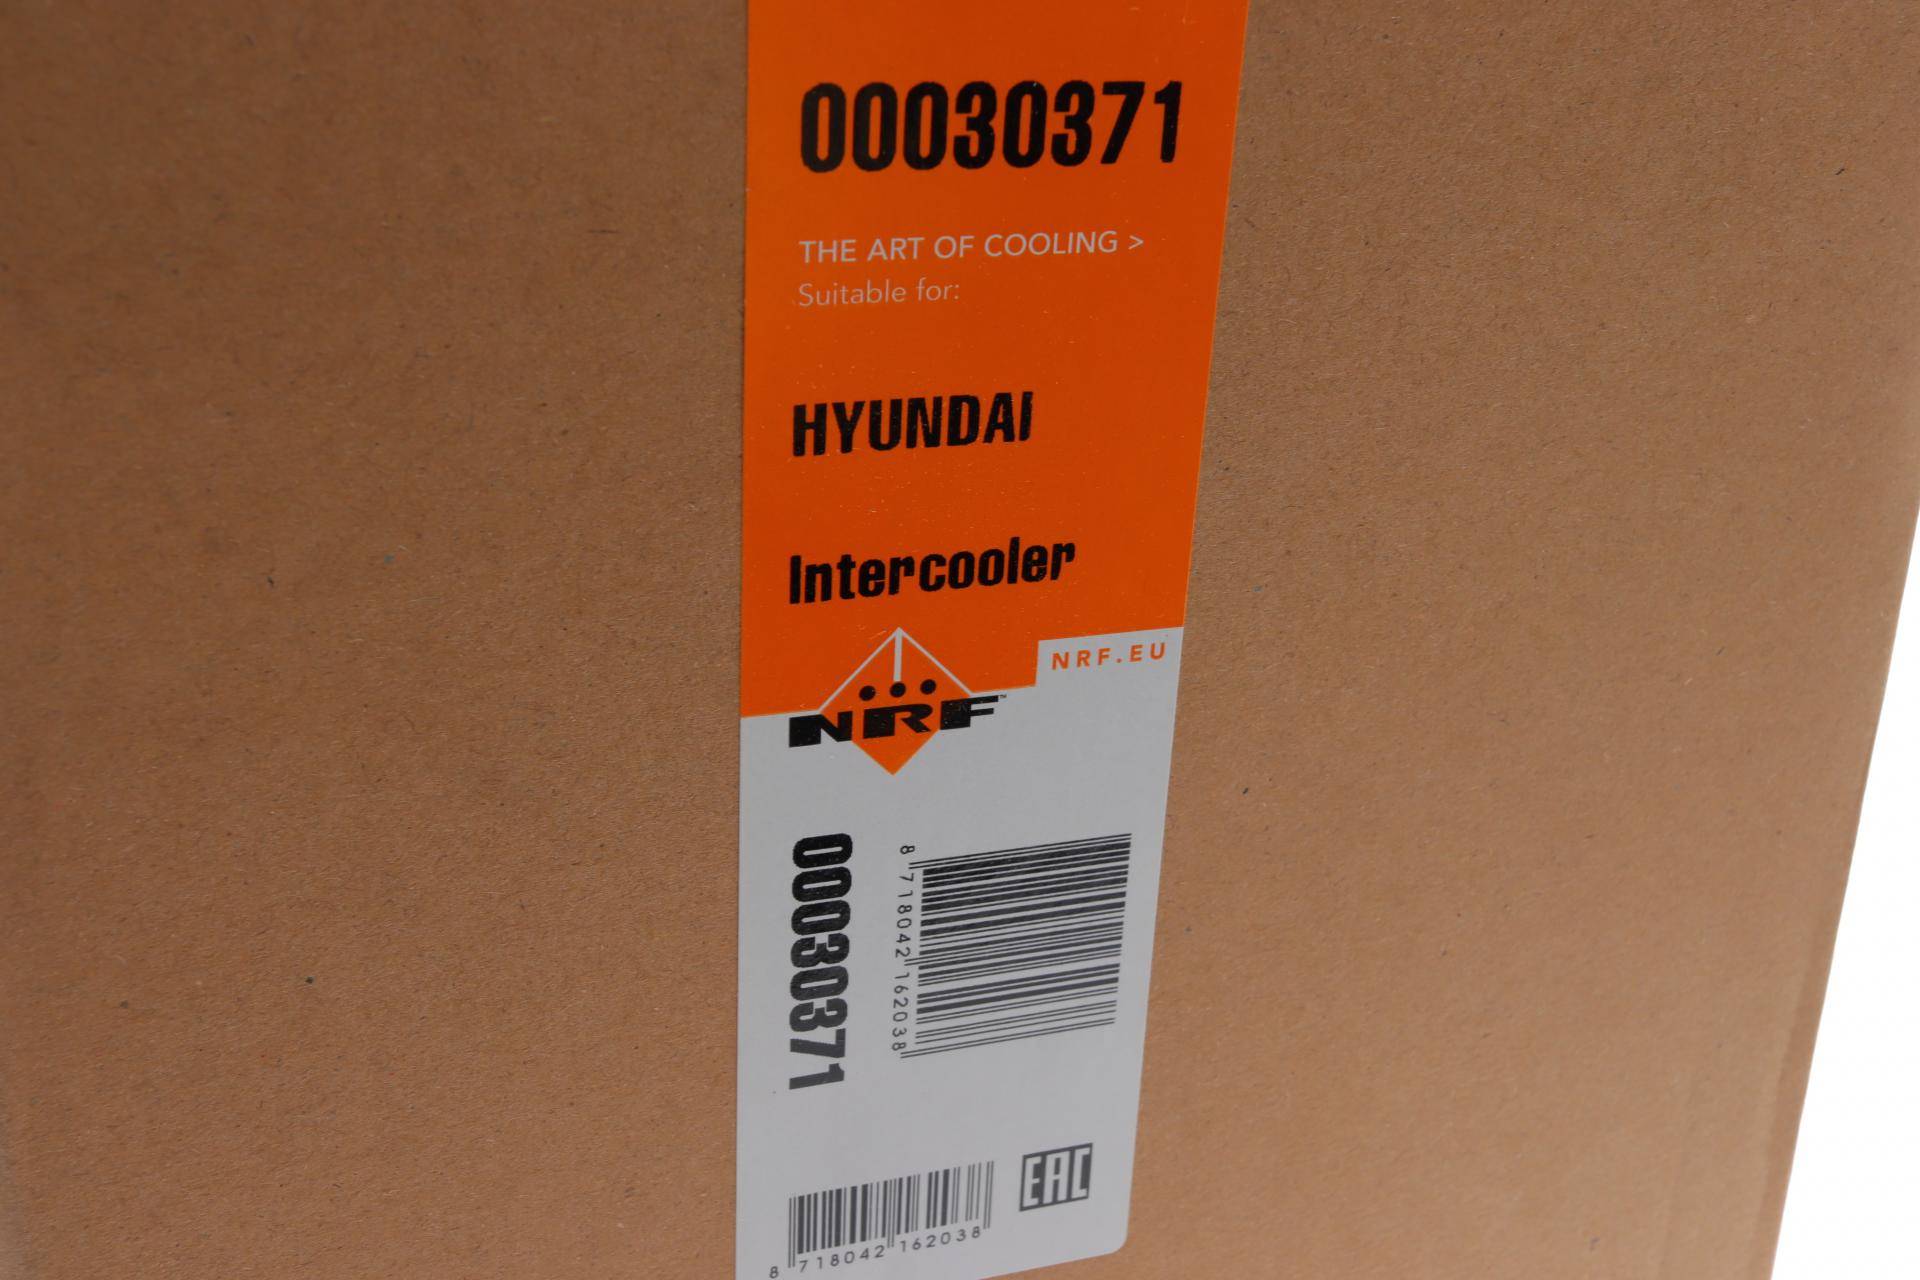 00030371
THE ART OF COOLING >
Suitable for:
HYUNDAI
Intercooler
NRF.EU
NRF™
00030371
8 718042 162038
8 718042 162038
EAC